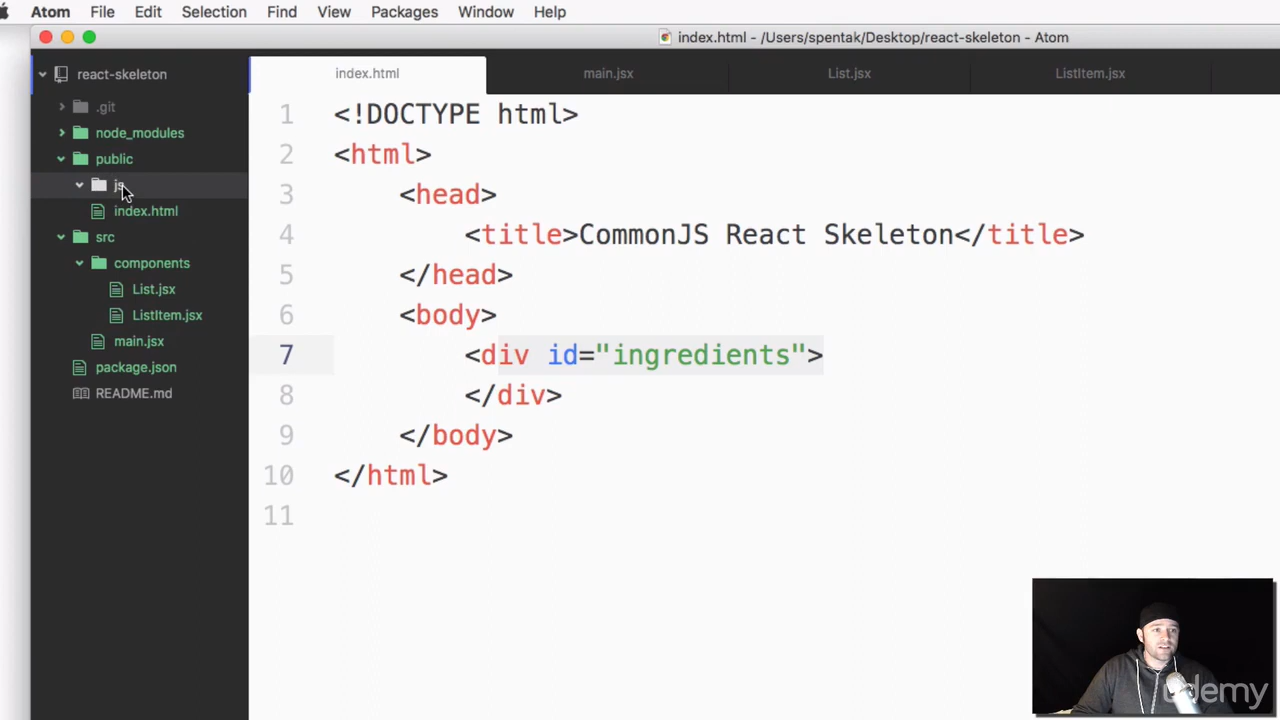 Atom File Edit Selection Find View Packages Window Help
index.html - /Users/spentak/Desktop/react-skeleton - Atom
react-skeleton
.git
node_modules
public
js
index.html
src
components
List.jsx
ListItem.jsx
main.jsx
package.json
README.md
index.html main.jsx List.jsx ListItem.jsx
1 <!DOCTYPE html>
2 <html>
3 <head>
4 <title>CommonJS React Skeleton</title>
5 </head>
6 <body>
7 <div id="ingredients">
8 </div>
9 </body>
10 </html>
11
udemy